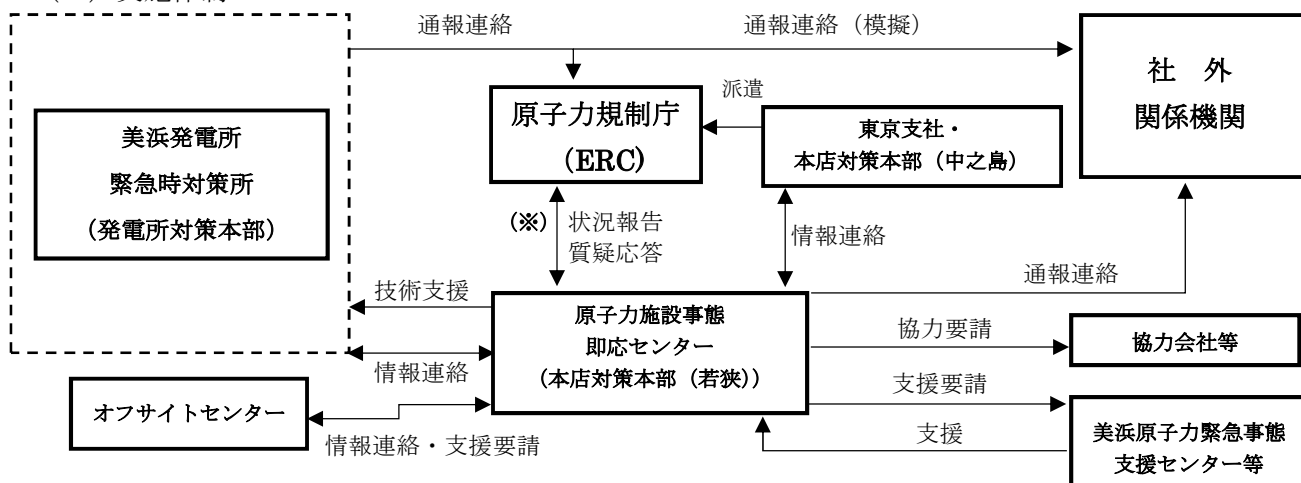 通報連絡
通報連絡（模擬）
社　外
関係機関
美浜発電所
緊急時対策所
（発電所対策本部）
原子力規制庁
（ERC）
派遣
東京支社・
本店対策本部（中之島）
（※）
状況報告
質疑応答
情報連絡
通報連絡
技術支援
原子力施設事態
即応センター
（本店対策本部（若狭））
協力要請
協力会社等
情報連絡
支援要請
オフサイトセンター
情報連絡・支援要請
支援
美浜原子力緊急事態
支援センター等